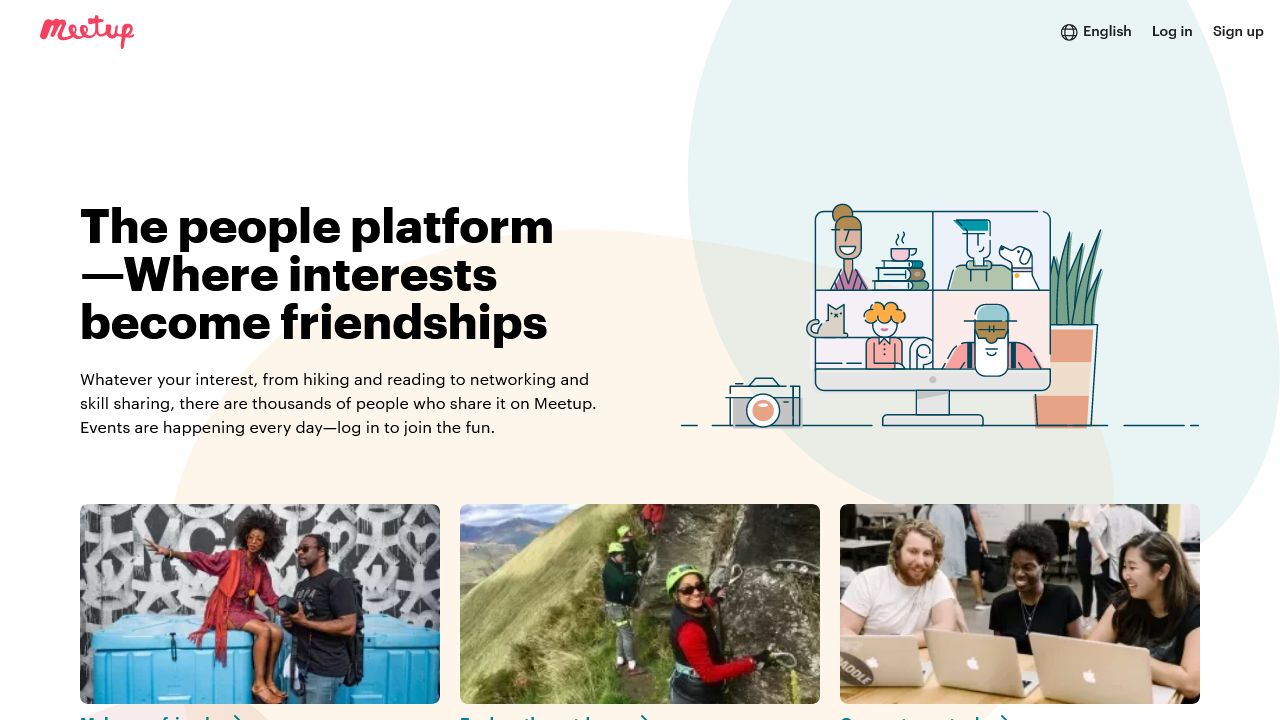 Meetup
English Log in Sign up
The people platform
—Where interests
become friendships
Whatever your interest, from hiking and reading to networking and
skill sharing, there are thousands of people who share it on Meetup.
Events are happening every day—log in to join the fun.